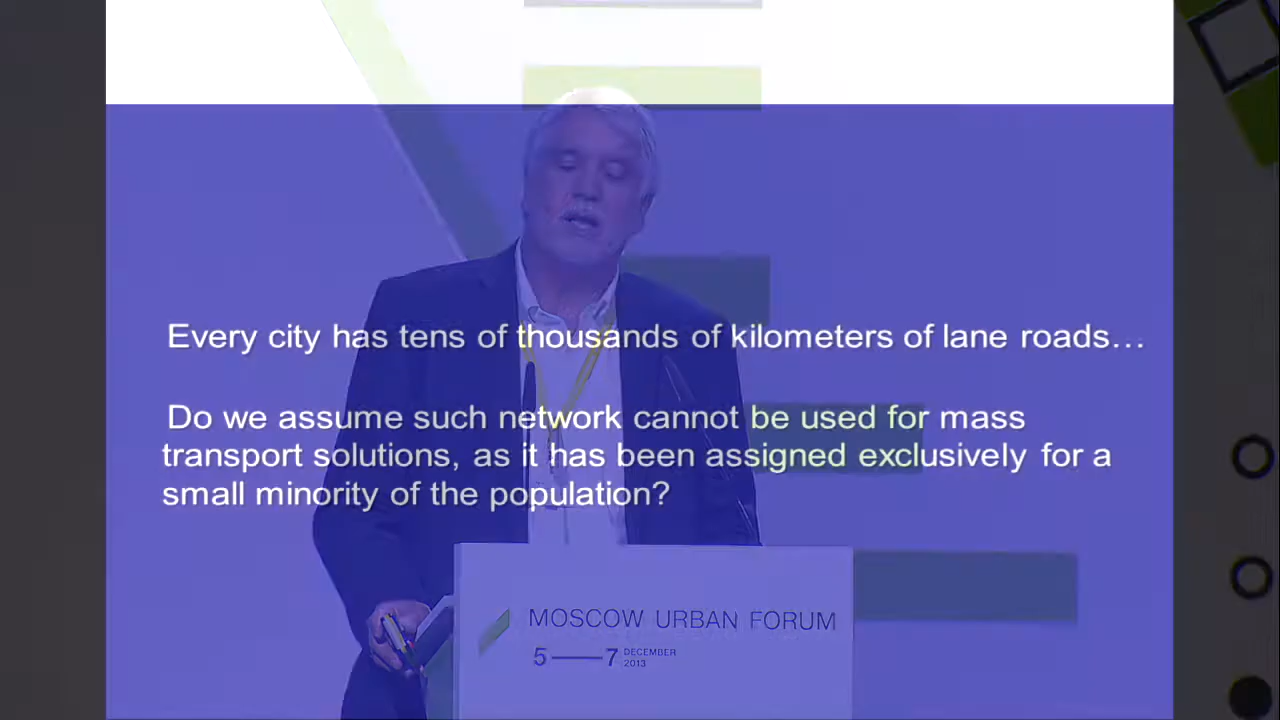 Every city has tens of thousands of kilometers of lane roads…
Do we assume such network cannot be used for mass
transport solutions, as it has been assigned exclusively for a
small minority of the population?
MOSCOW URBAN FORUM
5 — 7 DECEMBER
2013